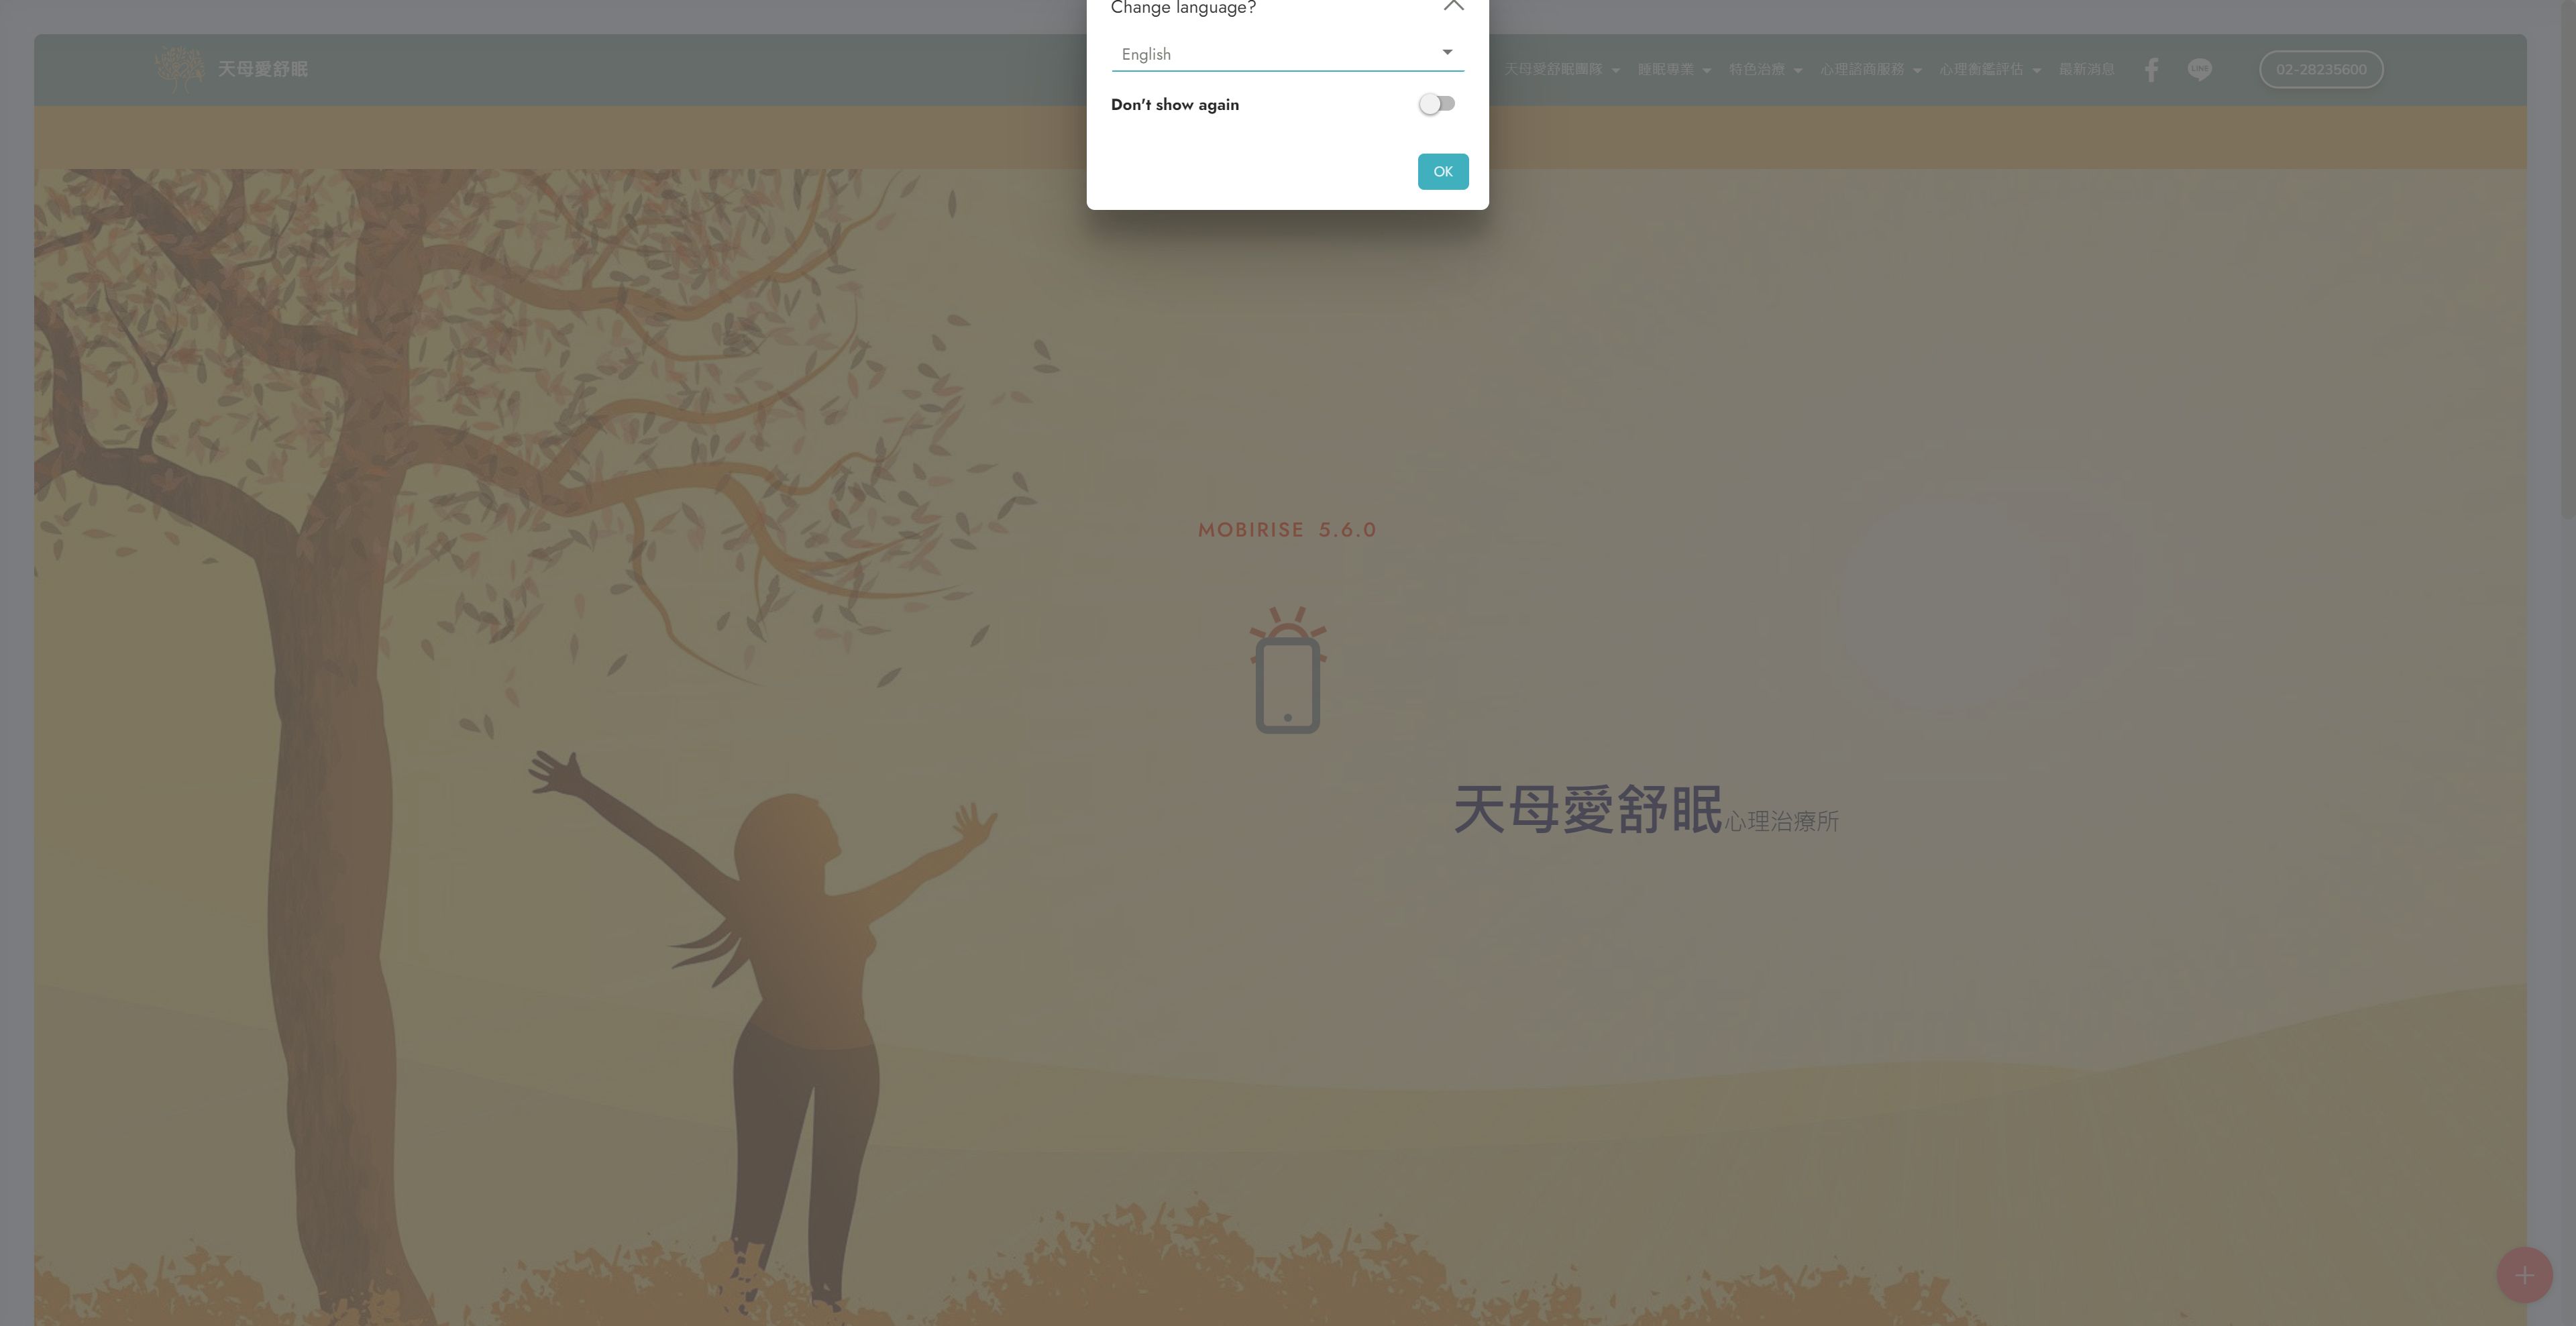 Change language?
English
Don't show again
OK
天母愛舒眠
天母愛舒眠團隊 睡眠專業 特色治療 心理諮商服務 心理衡鑑評估 最新消息 LINE 02-28235600
MOBIRISE 5.6.0
天母愛舒眠心理治療所